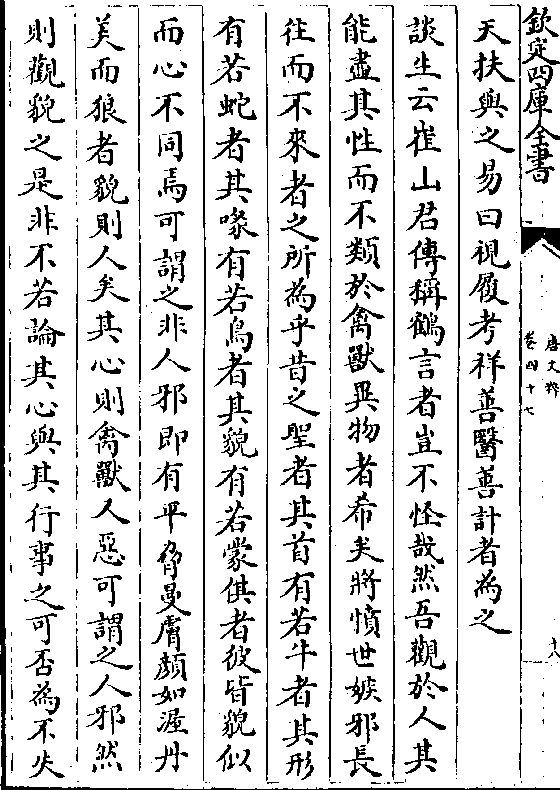 欽定四庫全書
唐文粹
卷四十七
十八
天扶與之易曰視履考祥善醫善計者為之
談生云崔山君傳稱鶴言者豈不怪哉然吾觀於人其
能盡其性而不類於禽獸異物者希矣將憤世嫉邪長
往而不來者之所為乎昔之聖者其首有若牛者其形
有若蛇者其喙有若鳥者其貌有若蒙倛者彼皆貌似
而心不同焉可謂之非人邪即有平脅曼膚顏如渥丹
美而狠者貌則人矣其心則禽獸人惡可謂之人邪然
則觀貌之是非不若論其心與其行事之可否為不失